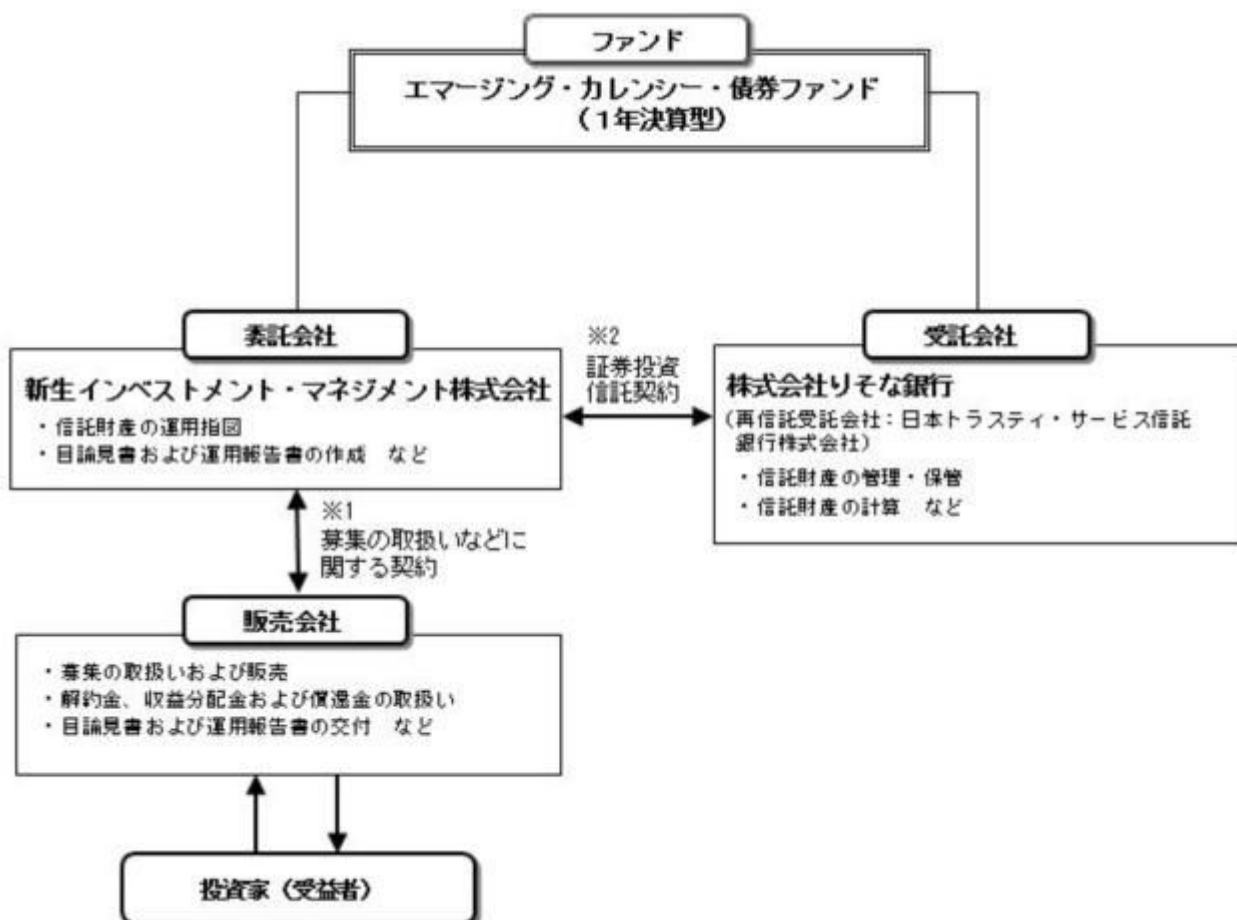 ファンド
エマージング・カレンシー・債券ファンド
（１年決算型）
委託会社
新生インベストメント・マネジメント株式会社
・信託財産の運用指図
・目論見書および運用報告書の作成　など
※2
証券投資
信託契約
受託会社
株式会社りそな銀行
（再信託受託会社：日本トラスティ・サービス信託
銀行株式会社）
・信託財産の管理・保管
・信託財産の計算　など
※1
募集の取扱いなどに
関する契約
販売会社
・募集の取扱いおよび販売
・解約金、収益分配金および償還金の取扱い
・目論見書および運用報告書の交付　など
投資家（受益者）